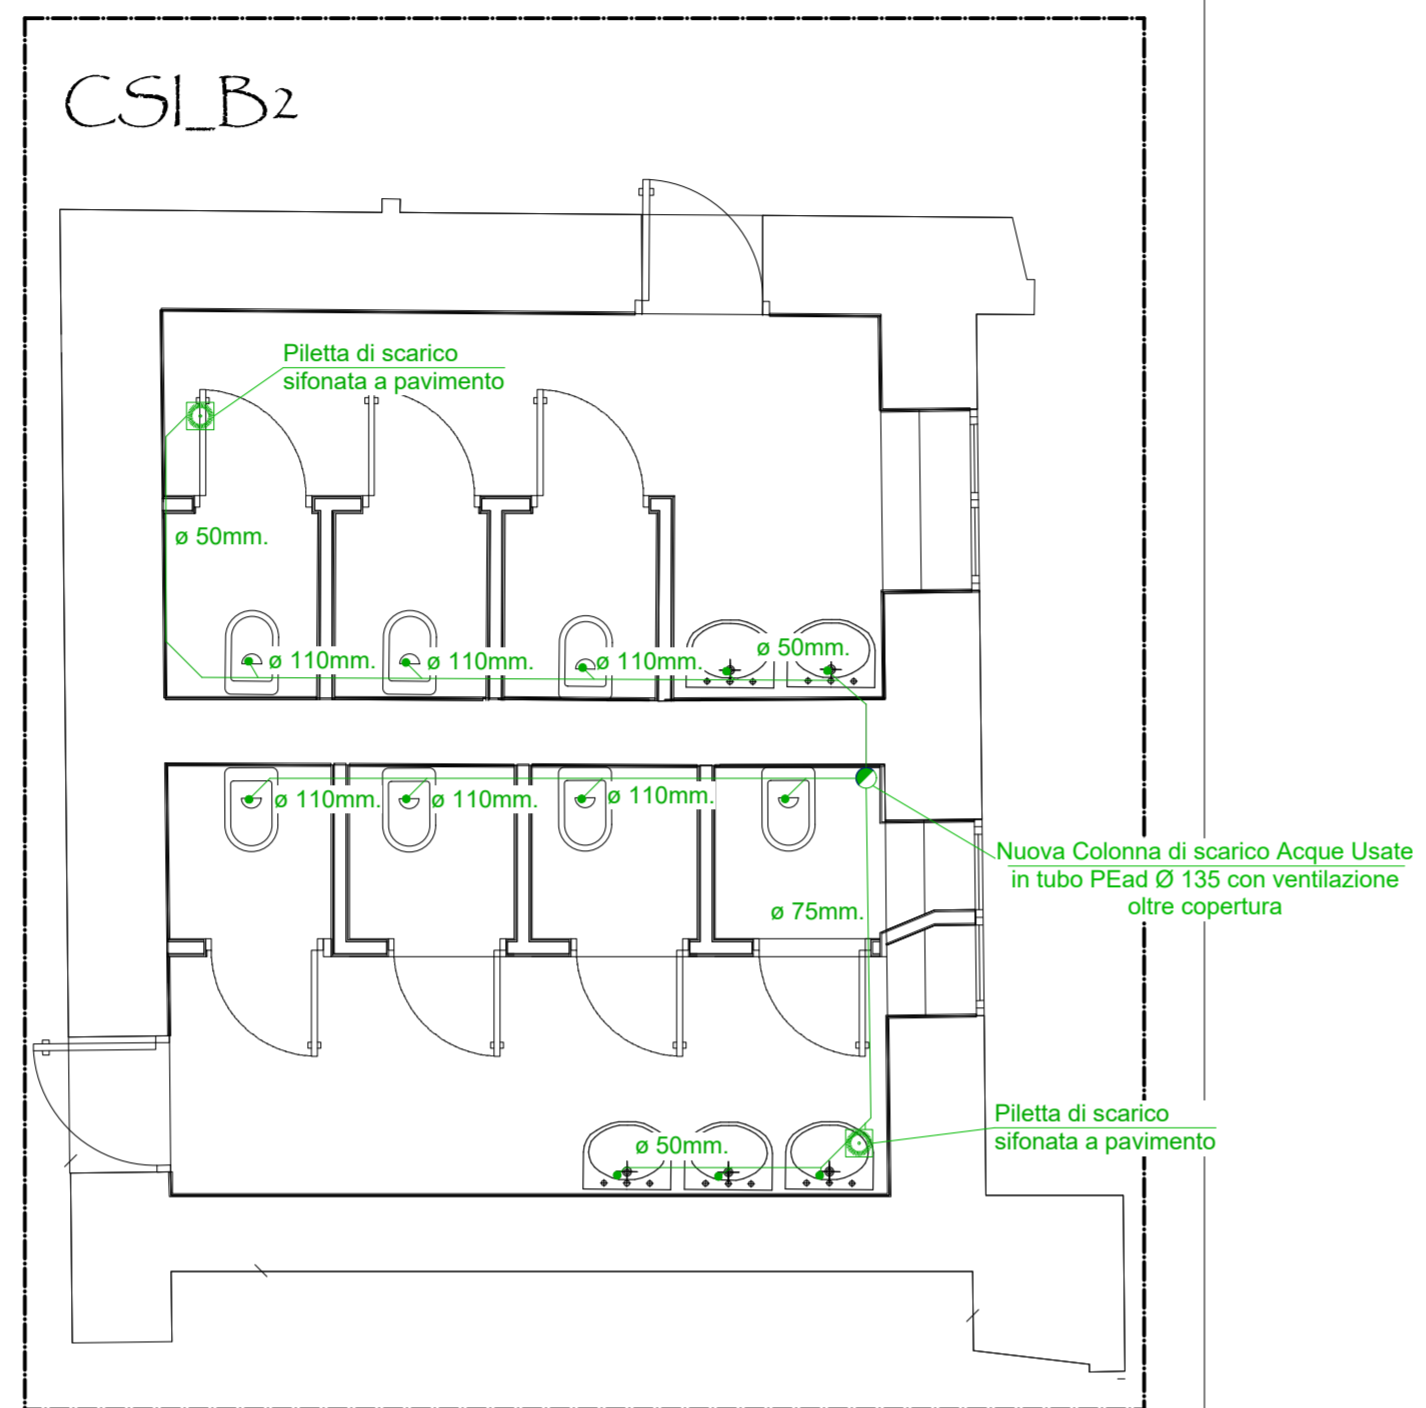 CSI_B2
Piletta di scarico
sifonata a pavimento
ø 50mm.
ø 50mm.
ø 110mm.
ø 110mm.
ø 110mm.
ø 110mm.
ø 110mm.
ø 110mm.
Nuova Colonna di scarico Acque Usate
in tubo PEad Ø 135 con ventilazione
oltre copertura
ø 75mm.
Piletta di scarico
sifonata a pavimento
ø 50mm.